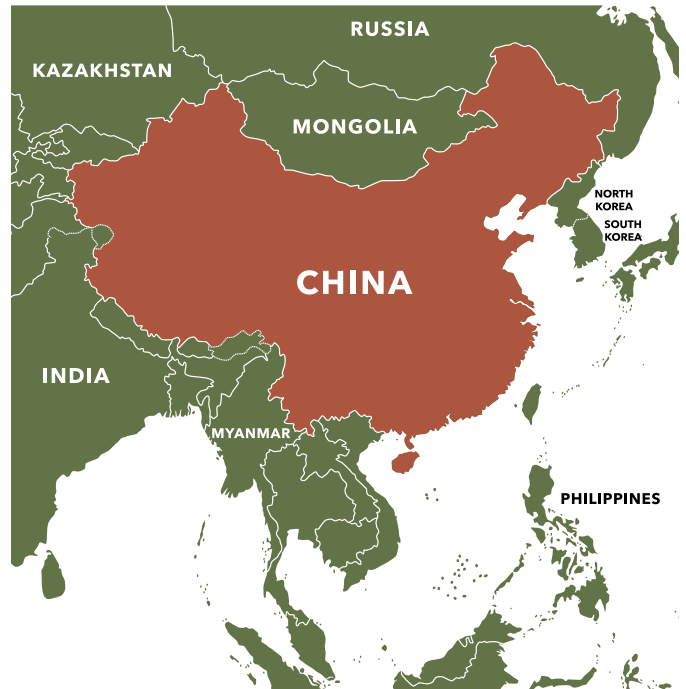 RUSSIA
KAZAKHSTAN
MONGOLIA
NORTH
KOREA
SOUTH
KOREA
CHINA
INDIA
MYANMAR
PHILIPPINES